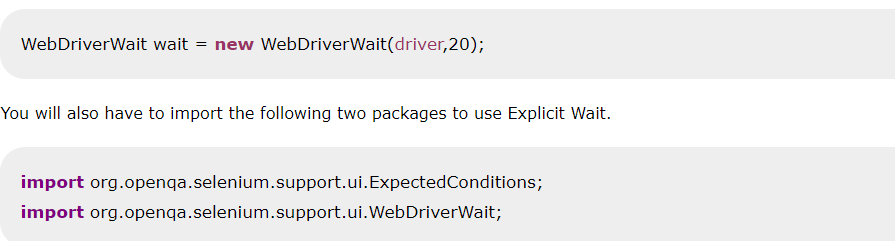 WebDriverWait wait = new WebDriverWait(driver,20);
You will also have to import the following two packages to use Explicit Wait.
import org.openqa.selenium.support.ui.ExpectedConditions;
import org.openqa.selenium.support.ui.WebDriverWait;